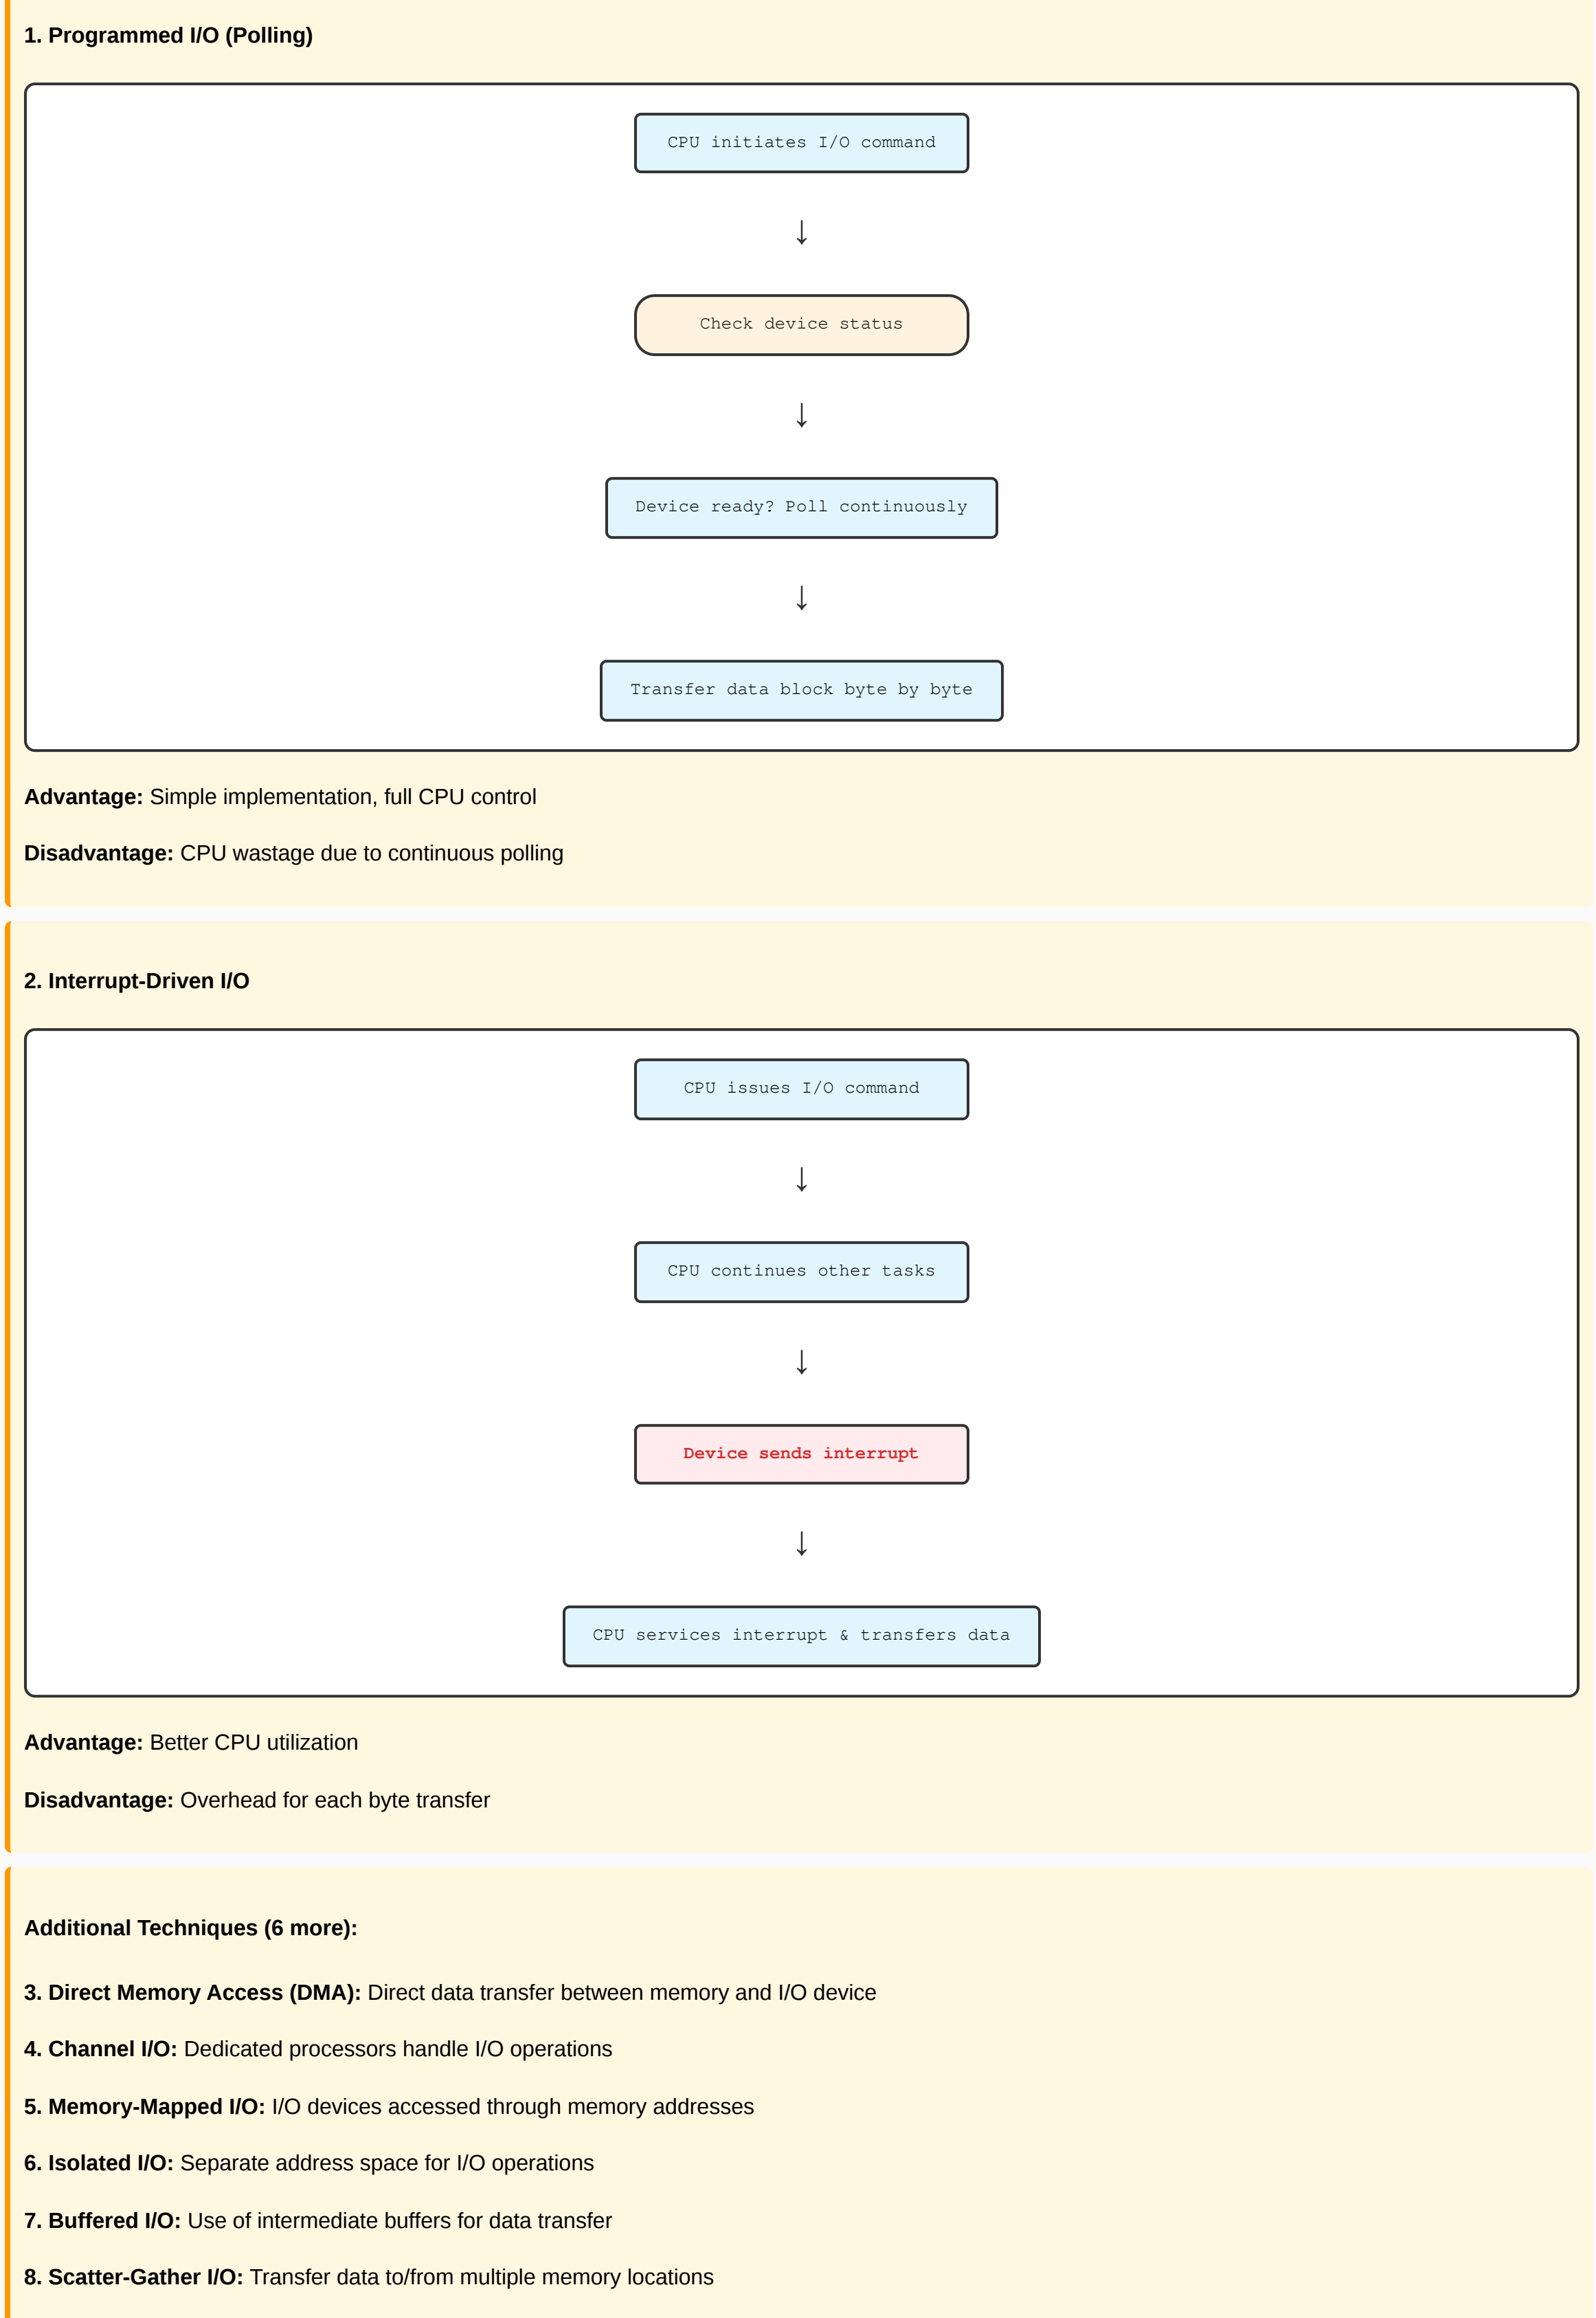 1. Programmed I/O (Polling)
CPU initiates I/O command
↓
Check device status
↓
Device ready? Poll continuously
↓
Transfer data block byte by byte
Advantage: Simple implementation, full CPU control
Disadvantage: CPU wastage due to continuous polling
2. Interrupt-Driven I/O
CPU issues I/O command
↓
CPU continues other tasks
↓
Device sends interrupt
↓
CPU services interrupt & transfers data
Advantage: Better CPU utilization
Disadvantage: Overhead for each byte transfer
Additional Techniques (6 more):
3. Direct Memory Access (DMA): Direct data transfer between memory and I/O device
4. Channel I/O: Dedicated processors handle I/O operations
5. Memory-Mapped I/O: I/O devices accessed through memory addresses
6. Isolated I/O: Separate address space for I/O operations
7. Buffered I/O: Use of intermediate buffers for data transfer
8. Scatter-Gather I/O: Transfer data to/from multiple memory locations